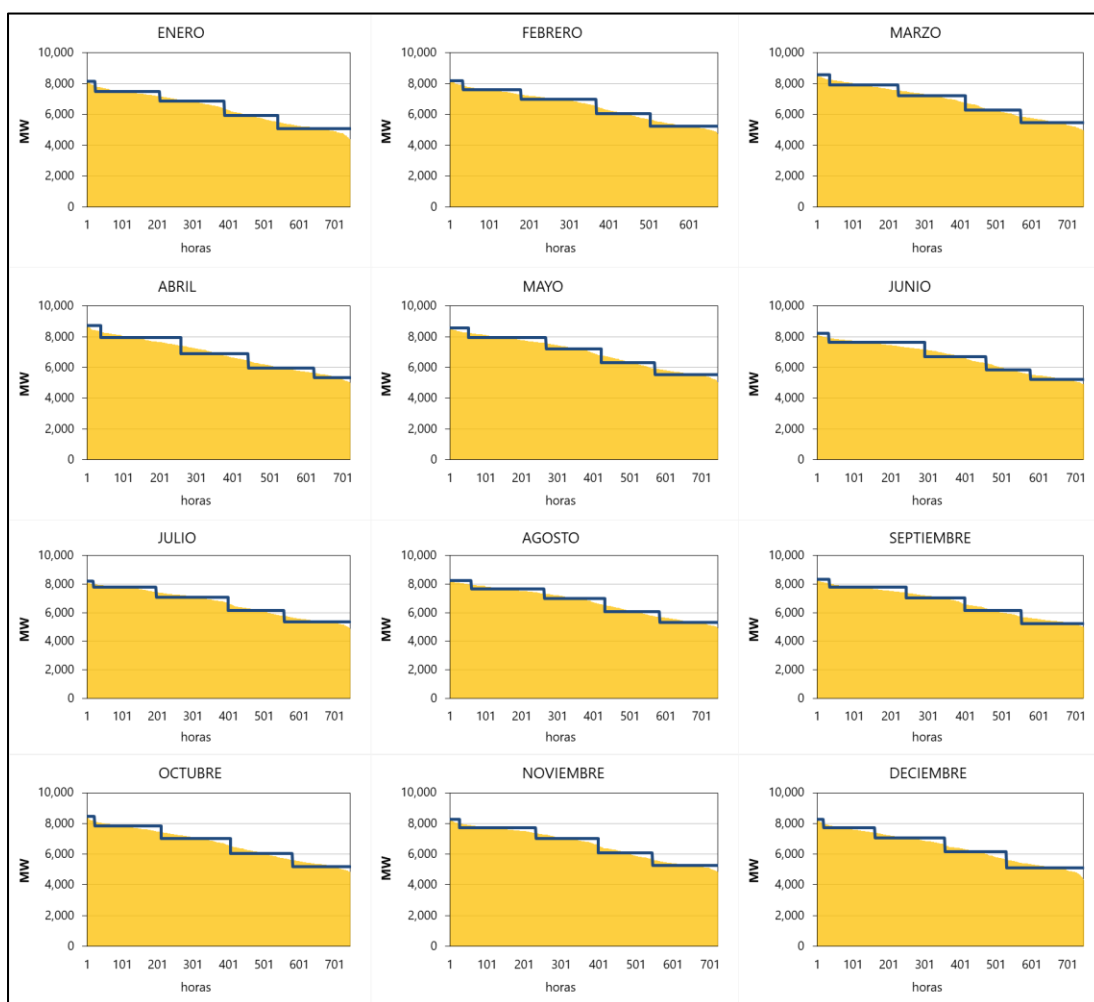 ENERO
10,000
8,000
6,000
4,000
2,000
0
MW
1 101 201 301 401 501 601 701
horas
FEBRERO
10,000
8,000
6,000
4,000
2,000
0
MW
1 101 201 301 401 501 601
horas
MARZO
10,000
8,000
6,000
4,000
2,000
0
MW
1 101 201 301 401 501 601 701
horas
ABRIL
10,000
8,000
6,000
4,000
2,000
0
MW
1 101 201 301 401 501 601 701
horas
MAYO
10,000
8,000
6,000
4,000
2,000
0
MW
1 101 201 301 401 501 601 701
horas
JUNIO
10,000
8,000
6,000
4,000
2,000
0
MW
1 101 201 301 401 501 601 701
horas
JULIO
10,000
8,000
6,000
4,000
2,000
0
MW
1 101 201 301 401 501 601 701
horas
AGOSTO
10,000
8,000
6,000
4,000
2,000
0
MW
1 101 201 301 401 501 601 701
horas
SEPTIEMBRE
10,000
8,000
6,000
4,000
2,000
0
MW
1 101 201 301 401 501 601 701
horas
OCTUBRE
10,000
8,000
6,000
4,000
2,000
0
MW
1 101 201 301 401 501 601 701
horas
NOVIEMBRE
10,000
8,000
6,000
4,000
2,000
0
MW
1 101 201 301 401 501 601 701
horas
DECIEMBRE
10,000
8,000
6,000
4,000
2,000
0
MW
1 101 201 301 401 501 601 701
horas